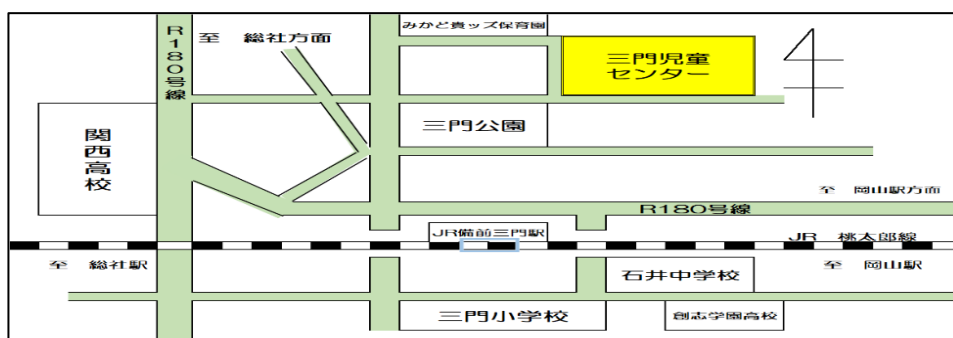 みかど貴ッズ保育園
R180号線
至 総社方面
三門児童
センター
三門公園
関西高校
至 岡山駅方面
R180号線
JR備前三門駅
JR 桃太郎線
至 総社駅
石井中学校
至 岡山駅
三門小学校
創志学園高校